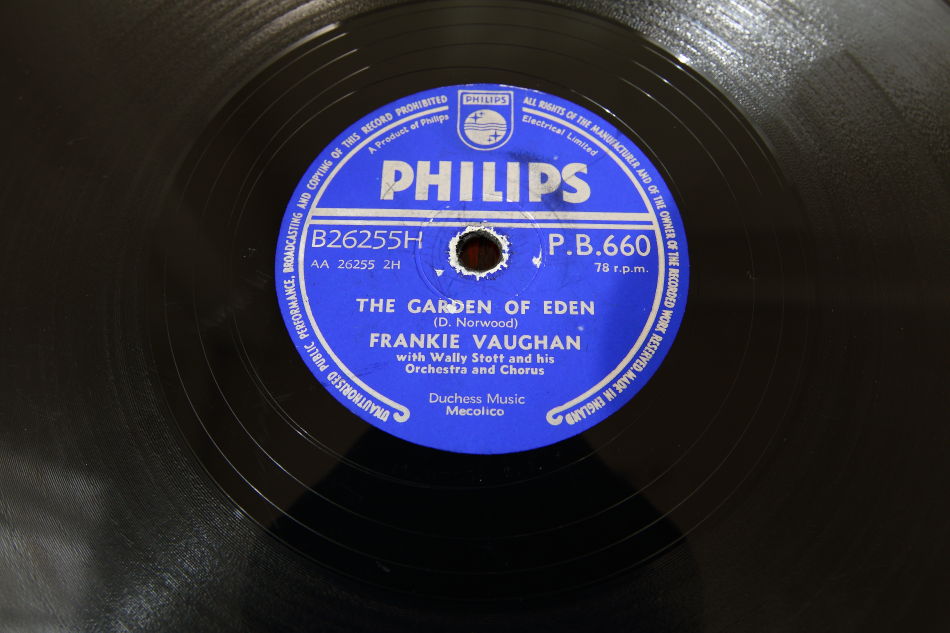 PHILIPS
UNAUTHORISED PUBLIC PERFORMANCE, BROADCASTING AND COPYING OF THIS RECORD PROHIBITED
ALL RIGHTS OF THE MANUFACTURER AND OF THE OWNER OF THE RECORDED WORK RESERVED. MADE IN ENGLAND
A Product of Philips Electrical Limited
PHILIPS
B26255H
P.B.660
AA 26255 2H
78 r.p.m.
THE GARDEN OF EDEN
(D. Norwood)
FRANKIE VAUGHAN
with Wally Stott and his
Orchestra and Chorus
Duchess Music
Mecolico